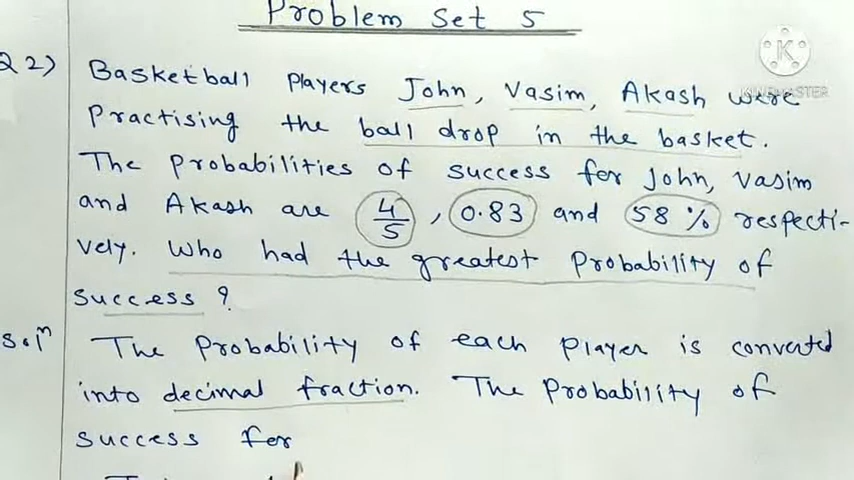 Problem Set 5
Q 2) Basketball players John, Vasim, Akash were
practising the ball drop in the basket.
The probabilities of success for John, Vasim
and Akash are 4/5, 0.83 and 58 % respecti-
vely. Who had the greatest probability of
success ?
Solⁿ The probability of each player is converted
into decimal fraction. The probability of
success for
K
KINEMASTER